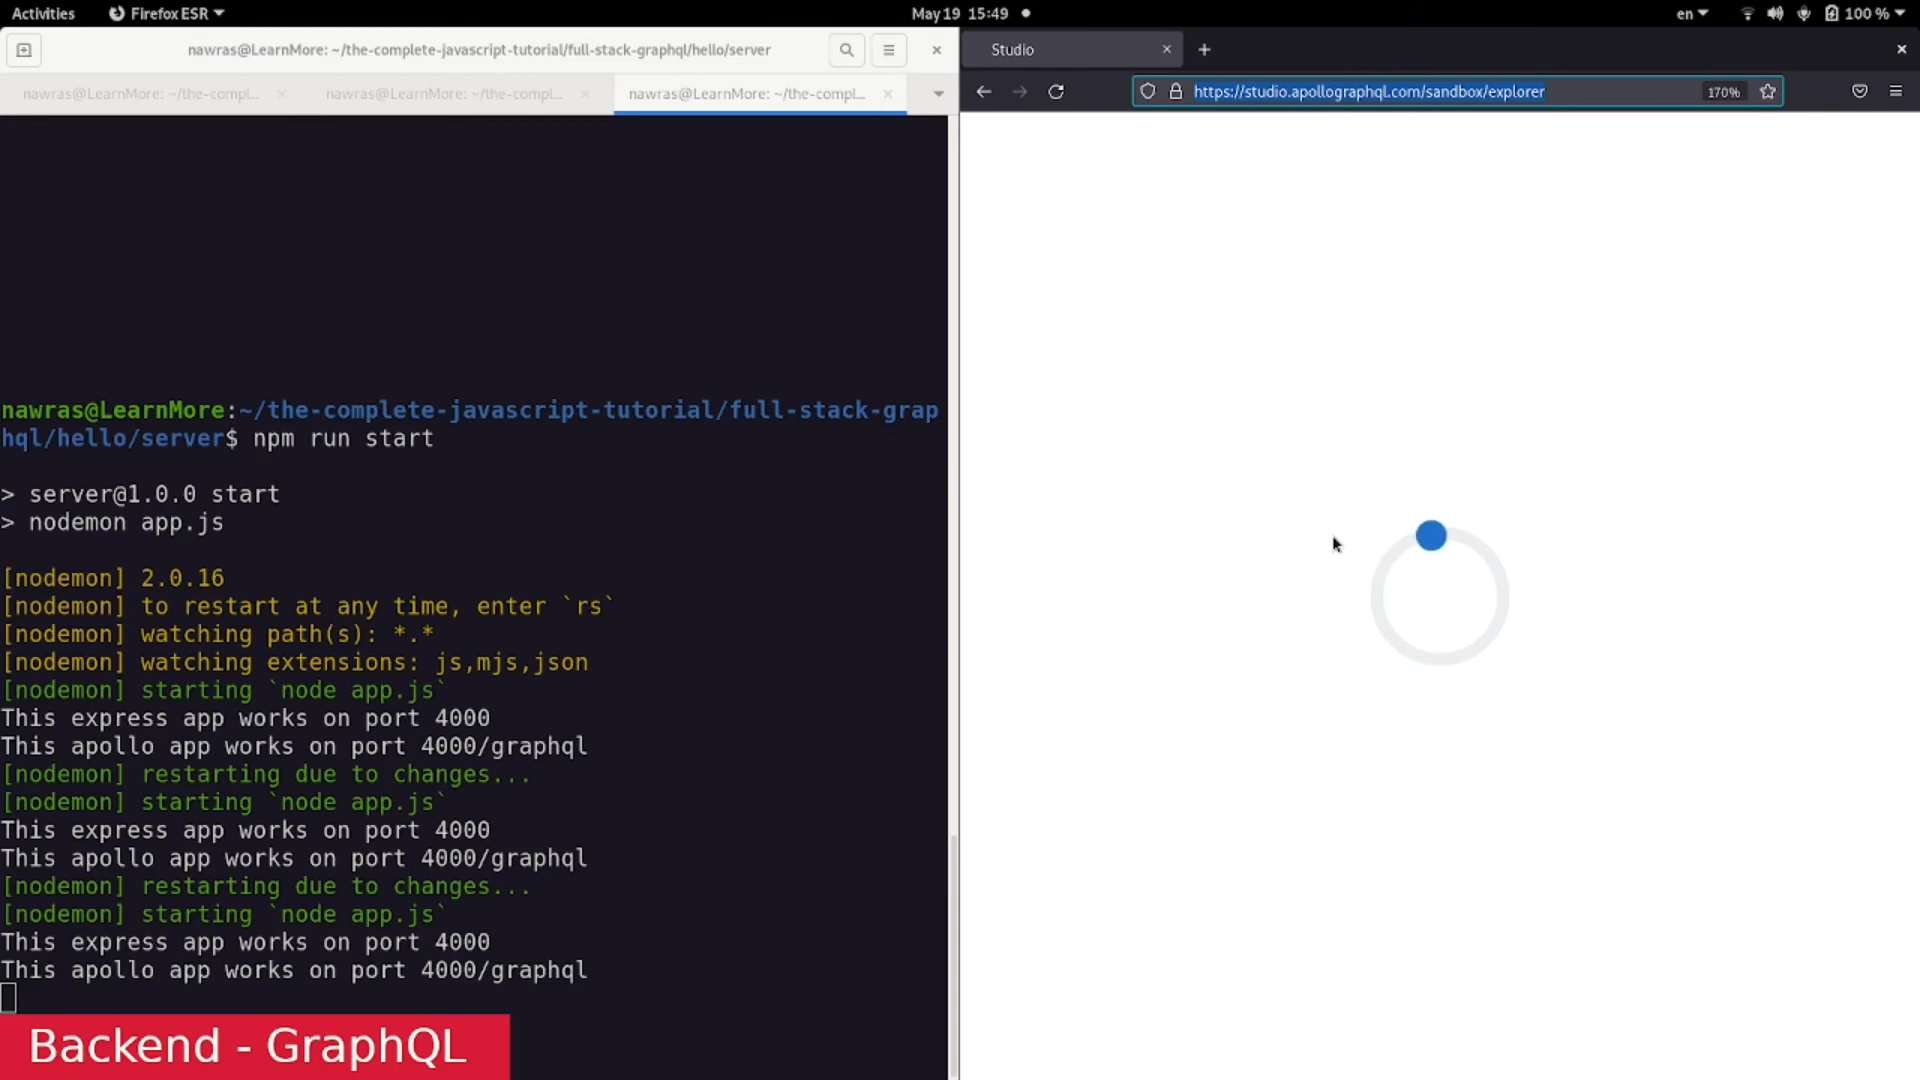 Activities
Firefox ESR
May 19 15:49
en
100 %
nawras@LearnMore: ~/the-complete-javascript-tutorial/full-stack-graphql/hello/server
nawras@LearnMore: ~/the-compl...
nawras@LearnMore: ~/the-compl...
nawras@LearnMore: ~/the-compl...
Studio
https://studio.apollographql.com/sandbox/explorer
170%
nawras@LearnMore:~/the-complete-javascript-tutorial/full-stack-grap
hql/hello/server$ npm run start
> server@1.0.0 start
> nodemon app.js
[nodemon] 2.0.16
[nodemon] to restart at any time, enter `rs`
[nodemon] watching path(s): *.*
[nodemon] watching extensions: js,mjs,json
[nodemon] starting `node app.js`
This express app works on port 4000
This apollo app works on port 4000/graphql
[nodemon] restarting due to changes...
[nodemon] starting `node app.js`
This express app works on port 4000
This apollo app works on port 4000/graphql
[nodemon] restarting due to changes...
[nodemon] starting `node app.js`
This express app works on port 4000
This apollo app works on port 4000/graphql
Backend - GraphQL